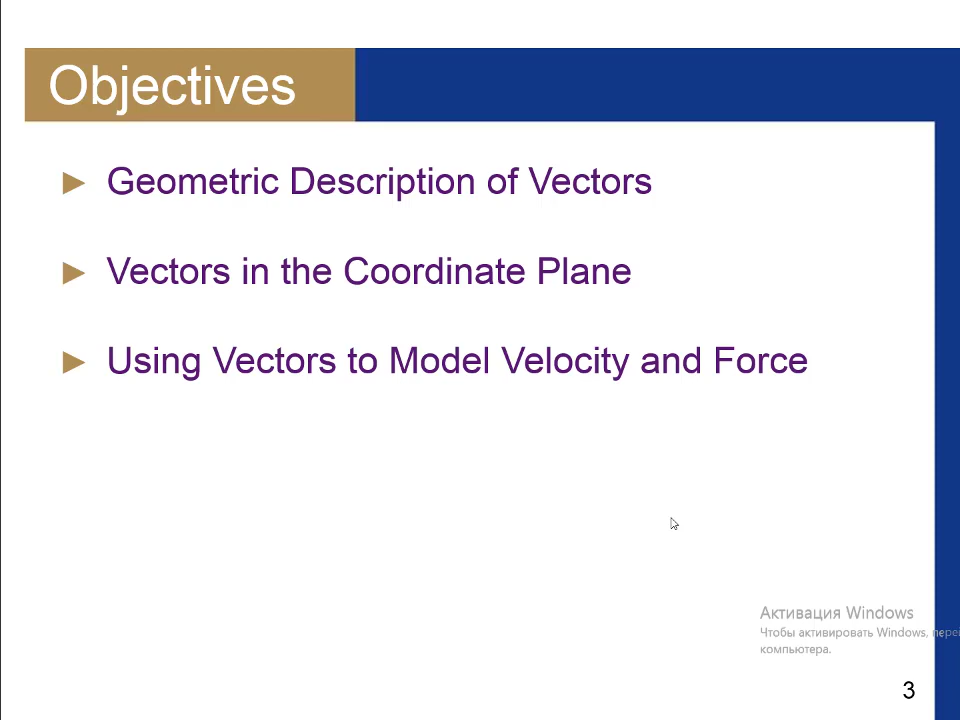 Objectives
► Geometric Description of Vectors
► Vectors in the Coordinate Plane
► Using Vectors to Model Velocity and Force
Активация Windows
Чтобы активировать Windows,
компьютера.
3